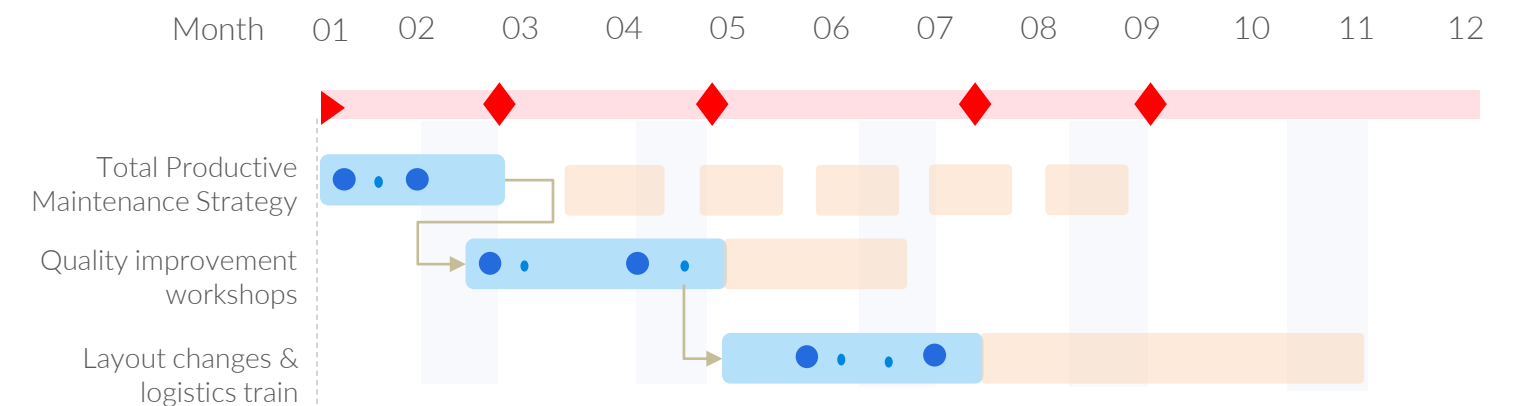 Month 01 02 03 04 05 06 07 08 09 10 11 12
Total Productive
Maintenance Strategy
Quality improvement
workshops
Layout changes &
logistics train